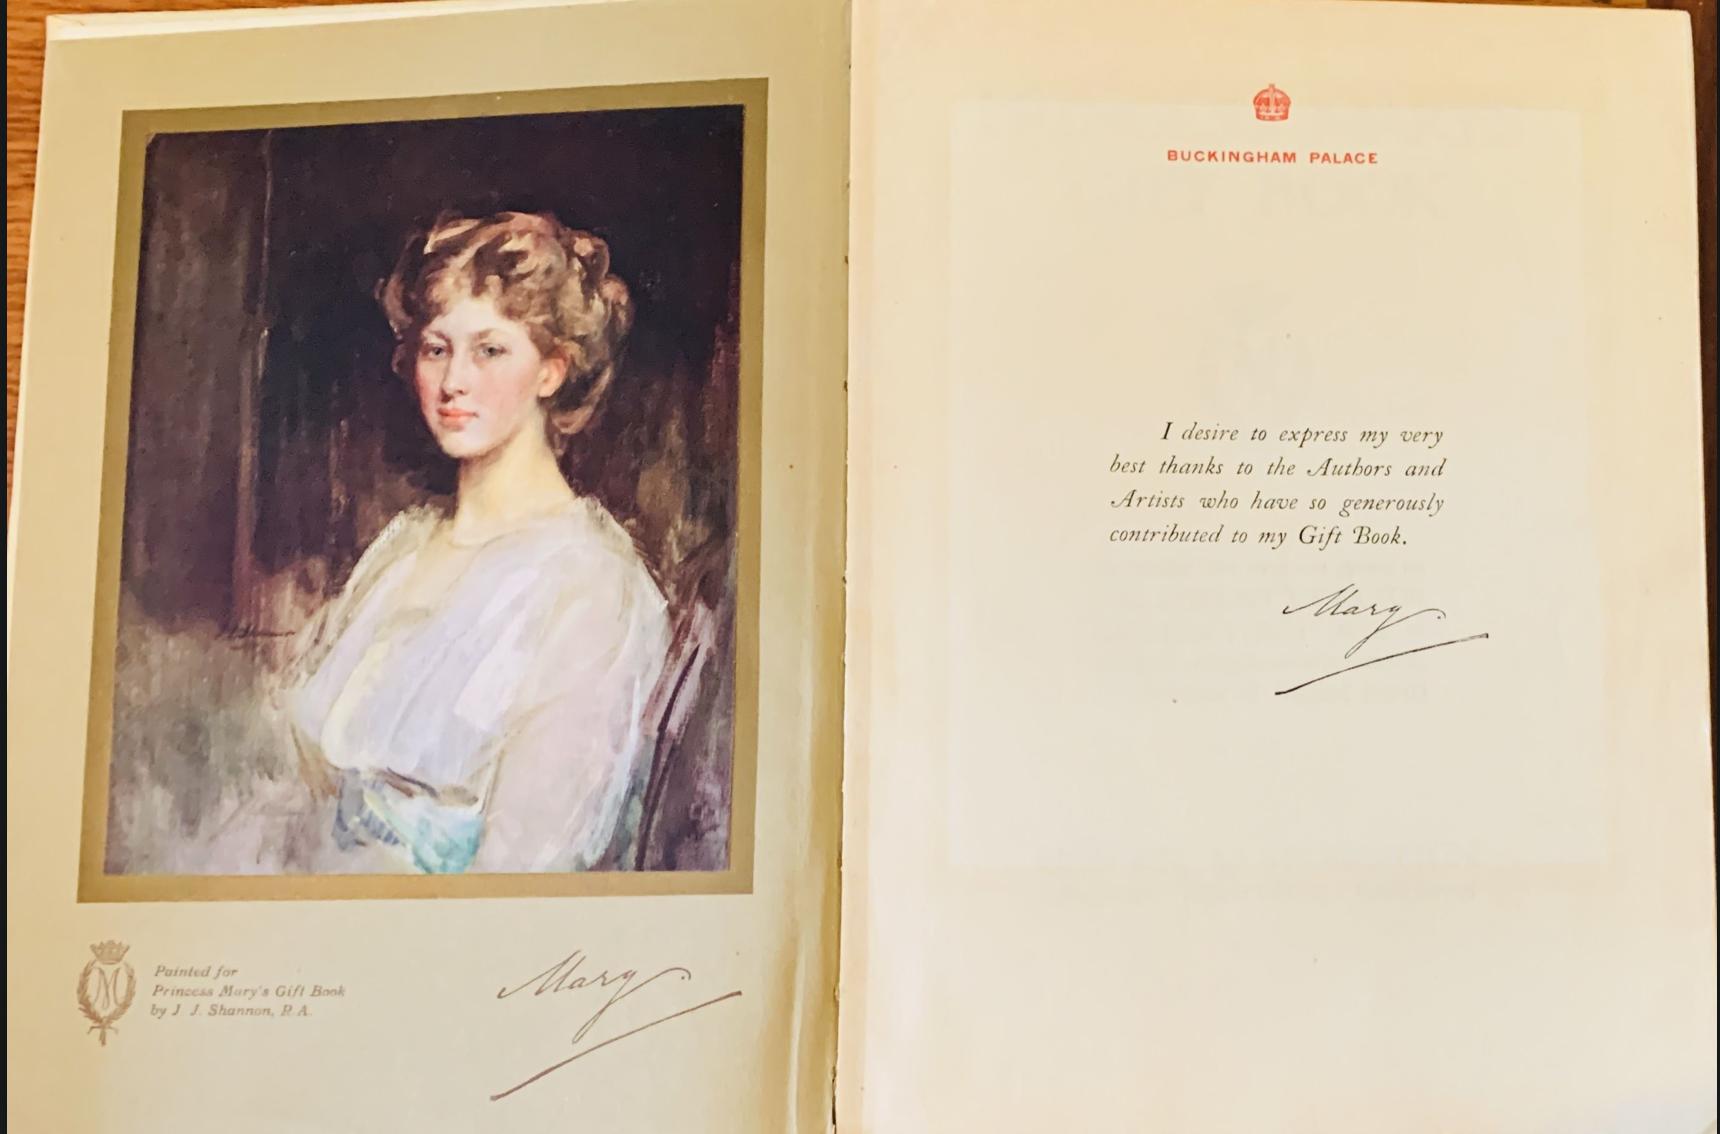 Painted for
Princess Mary's Gift Book
by J. J. Shannon, R.A.
Mary.
BUCKINGHAM PALACE
I desire to express my very
best thanks to the Authors and
Artists who have so generously
contributed to my Gift Book.
Mary.